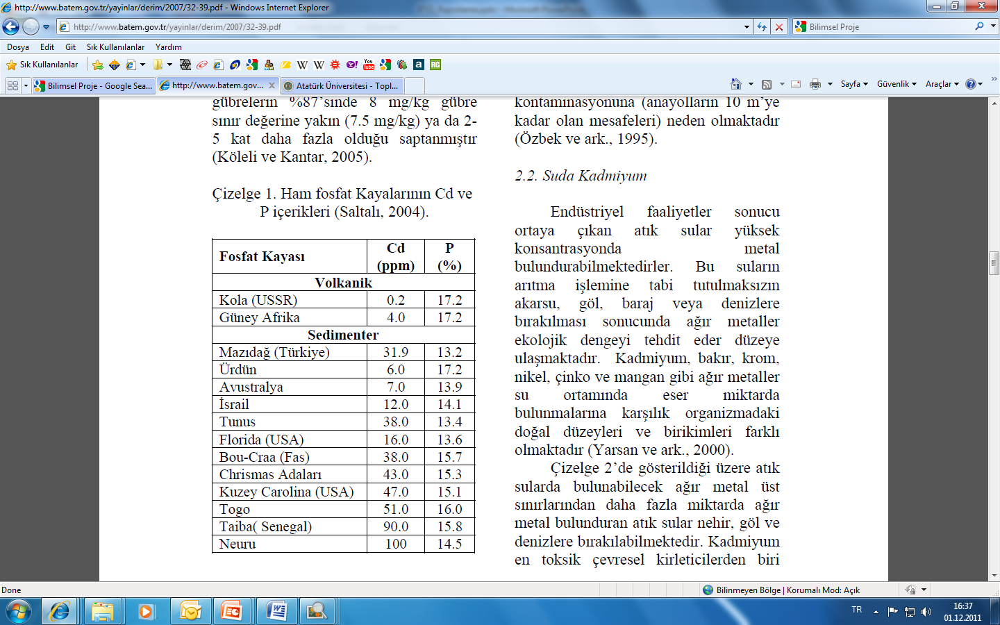 http://www.batem.gov.tr/yayinlar/derim/2007/32-39.pdf - Windows Internet Explorer
http://www.batem.gov.tr/yayinlar/derim/2007/32-39.pdf
Bilimsel Proje
Dosya Edit Git Sık Kullanılanlar Yardım
Sık Kullanılanlar
Bilimsel Proje - Google Sea...
http://www.batem.gov...
Atatürk Üniversitesi - Topl...
Sayfa Güvenlik Araçlar
gübrelerin %87'sinde 8 mg/kg gübre
sınır değerine yakın (7.5 mg/kg) ya da 2-
5 kat daha fazla olduğu saptanmıştır
(Köleli ve Kantar, 2005).
Çizelge 1. Ham fosfat Kayalarının Cd ve
P içerikleri (Saltalı, 2004).
Fosfat Kayası Cd (ppm) P (%)
Volkanik
Kola (USSR) 0.2 17.2
Güney Afrika 4.0 17.2
Sedimenter
Mazıdağ (Türkiye) 31.9 13.2
Ürdün 6.0 17.2
Avustralya 7.0 13.9
İsrail 12.0 14.1
Tunus 38.0 13.4
Florida (USA) 16.0 13.6
Bou-Craa (Fas) 38.0 15.7
Chrismas Adaları 43.0 15.3
Kuzey Carolina (USA) 47.0 15.1
Togo 51.0 16.0
Taiba( Senegal) 90.0 15.8
Neuru 100 14.5
kontaminasyonuna (anayolların 10 m'ye
kadar olan mesafeleri) neden olmaktadır
(Özbek ve ark., 1995).
2.2. Suda Kadmiyum
Endüstriyel faaliyetler sonucu
ortaya çıkan atık sular yüksek
konsantrasyonda metal
bulundurabilmektedirler. Bu suların
arıtma işlemine tabi tutulmaksızın
akarsu, göl, baraj veya denizlere
bırakılması sonucunda ağır metaller
ekolojik dengeyi tehdit eder düzeye
ulaşmaktadır. Kadmiyum, bakır, krom,
nikel, çinko ve mangan gibi ağır metaller
su ortamında eser miktarda
bulunmalarına karşılık organizmadaki
doğal düzeyleri ve birikimleri farklı
olmaktadır (Yarsan ve ark., 2000).
Çizelge 2'de gösterildiği üzere atık
sularda bulunabilecek ağır metal üst
sınırlarından daha fazla miktarda ağır
metal bulunduran atık sular nehir, göl ve
denizlere bırakılabilmektedir. Kadmiyum
en toksik çevresel kirleticilerden biri
Done
Bilinmeyen Bölge | Korumalı Mod: Açık
TR
16:37
01.12.2011